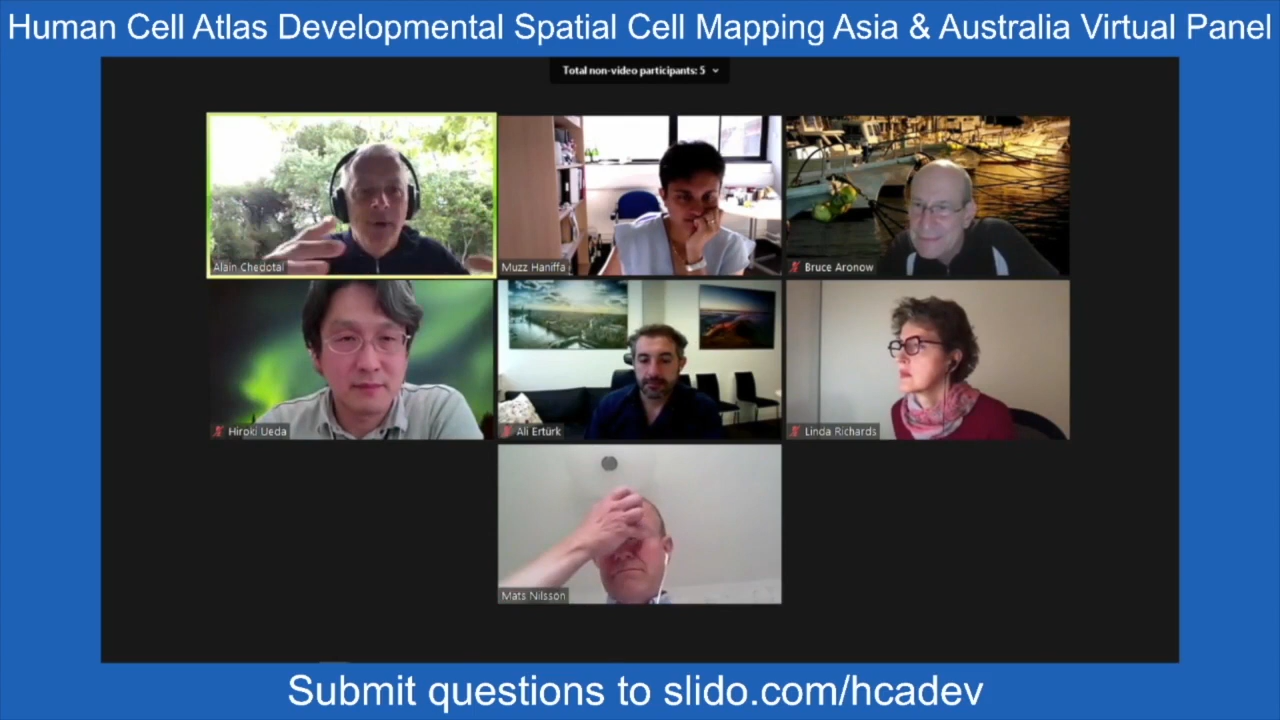 Human Cell Atlas Developmental Spatial Cell Mapping Asia & Australia Virtual Panel
Total non-video participants: 5
Alain Chedotal
Muzz Haniffa
Bruce Aronow
Hiroki Ueda
Ali Ertürk
Linda Richards
Mats Nilsson
Submit questions to slido.com/hcadev